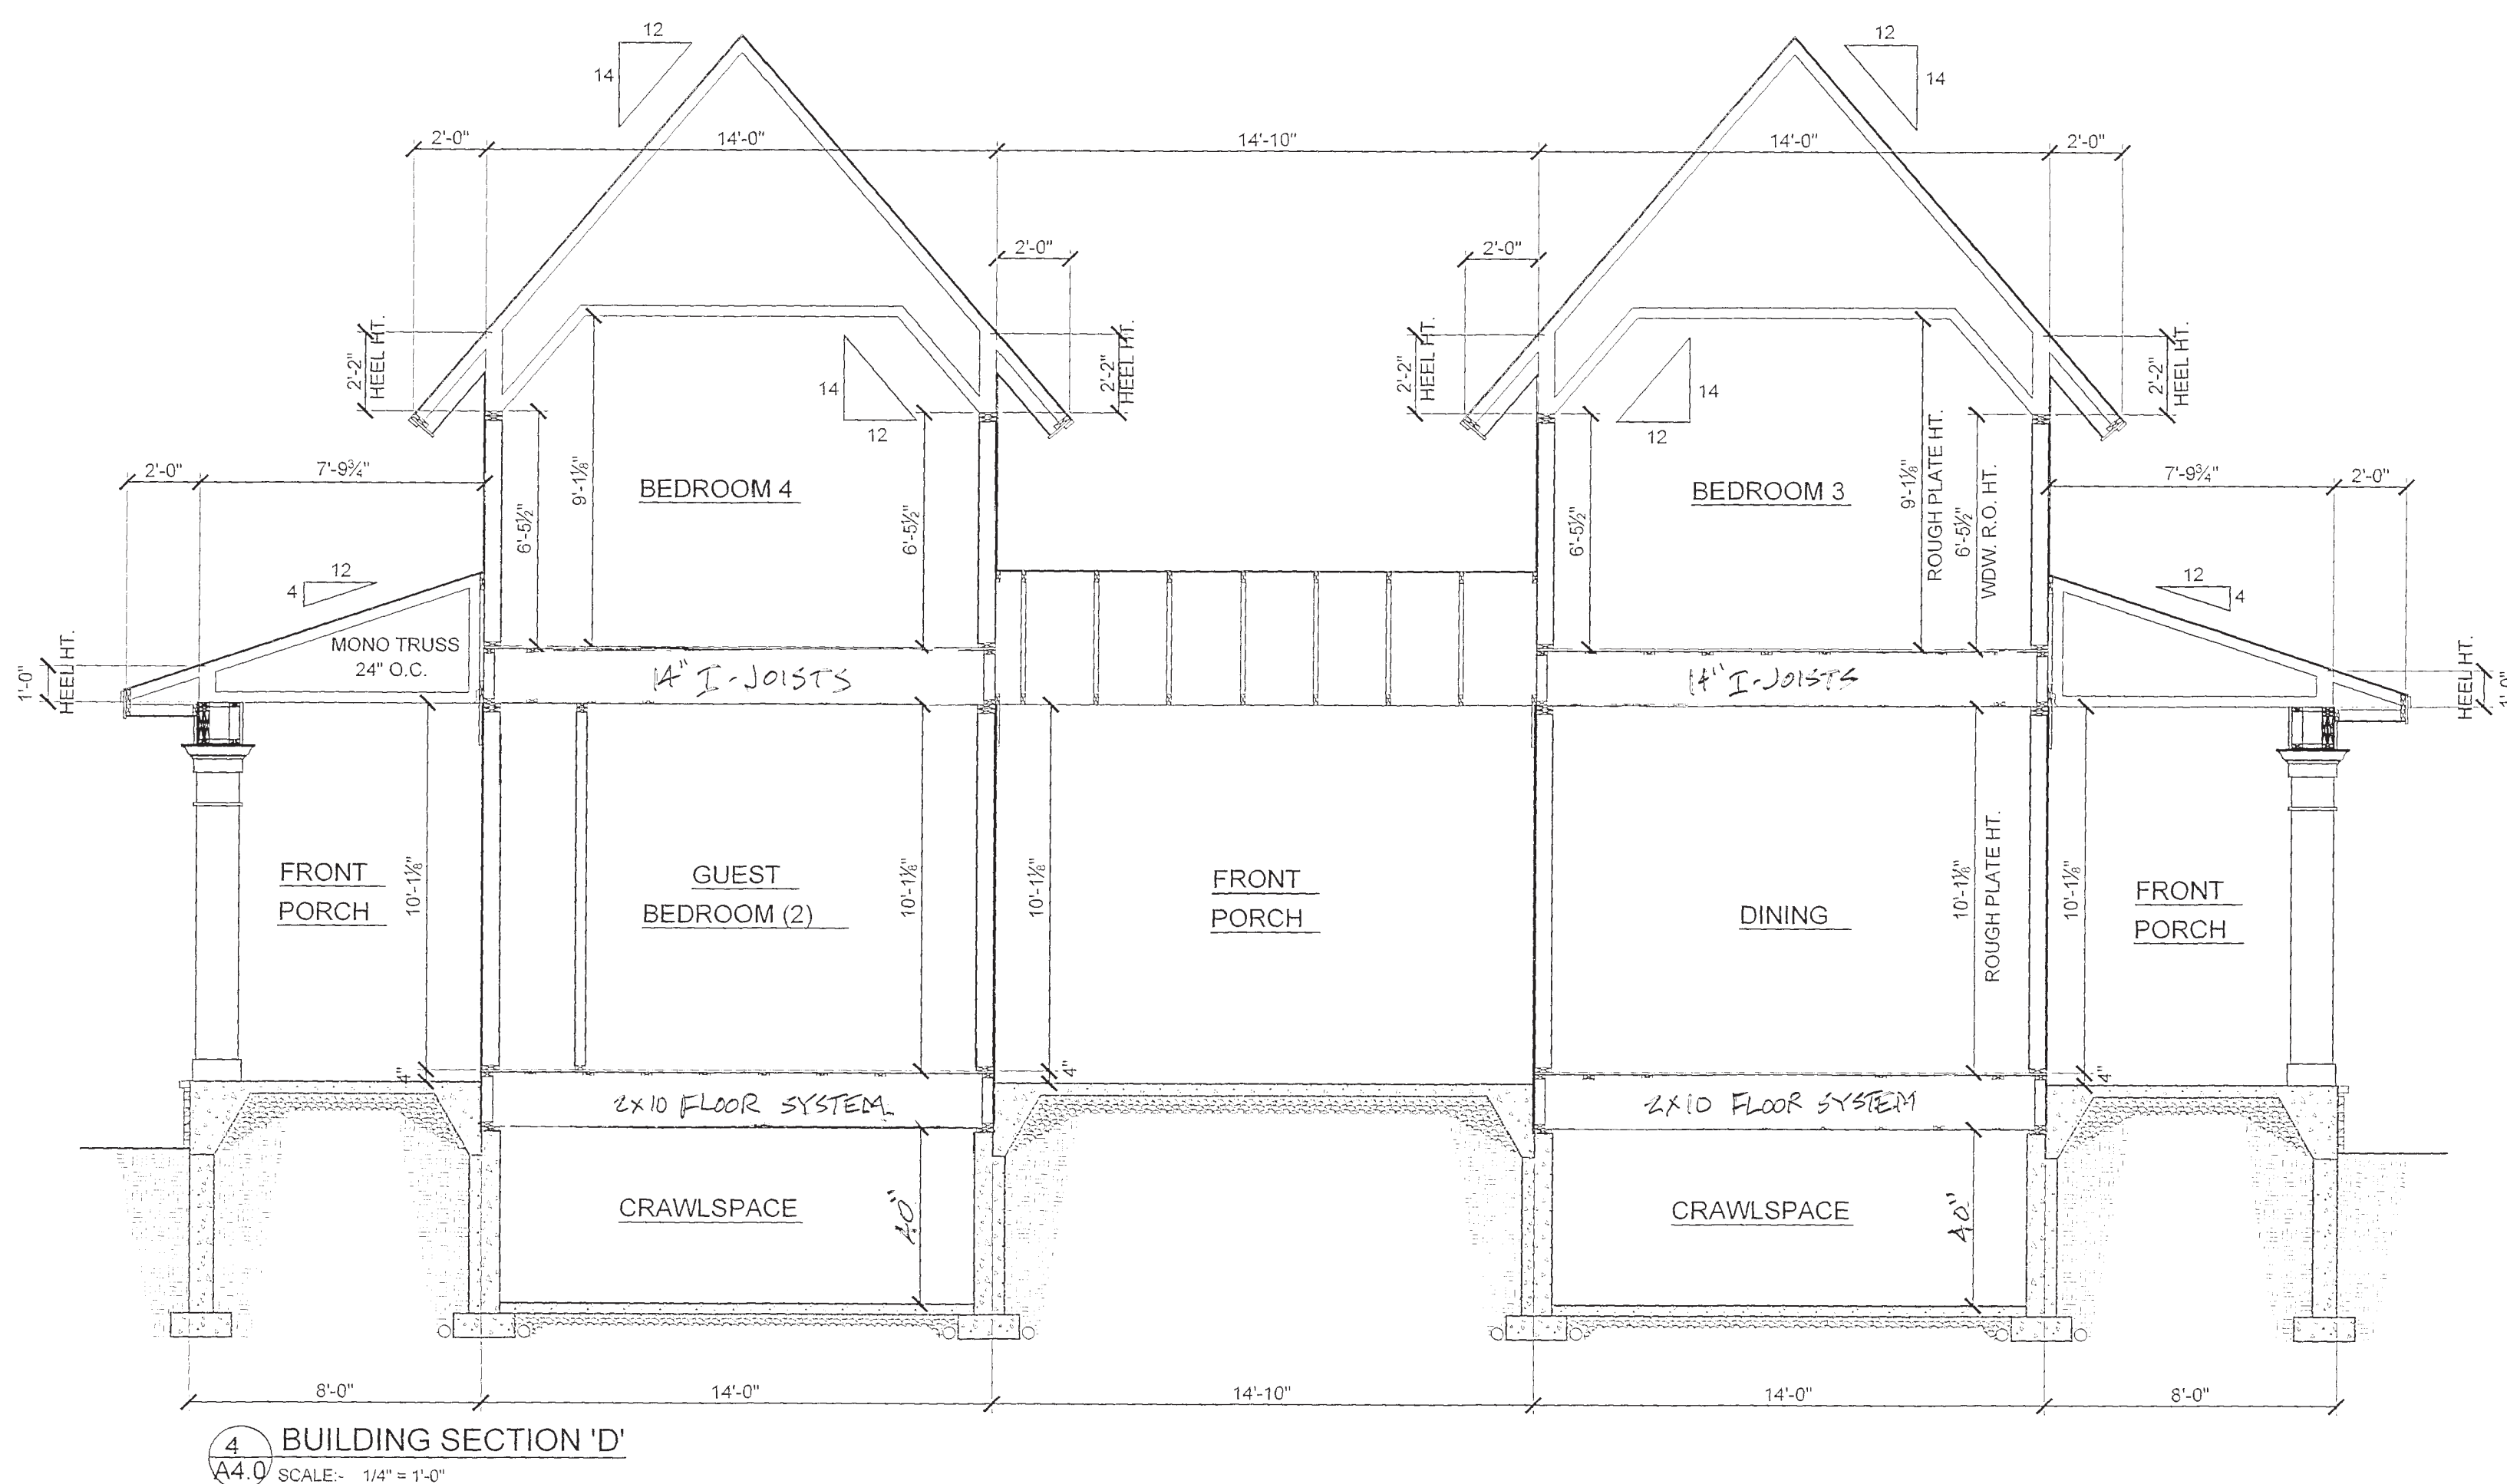 12
14
12
14
2'-0"
14'-0"
14'-10"
14'-0"
2'-0"
2'-0"
2'-0"
2'-2"
HEEL HT.
2'-2"
HEEL HT.
2'-2"
HEEL HT.
2'-2"
HEEL HT.
14
12
14
12
2'-0"
7'-9¾"
6'-5½"
9'-1⅛"
BEDROOM 4
6'-5½"
6'-5½"
BEDROOM 3
9'-1⅛"
ROUGH PLATE HT.
6'-5½"
WDW. R.O. HT.
7'-9¾"
2'-0"
12
4
12
4
MONO TRUSS
24" O.C.
1'-0"
HEEL HT.
14" I-JOISTS
14" I-JOISTS
HEEL HT.
1'-0"
FRONT
PORCH
10'-1⅛"
GUEST
BEDROOM (2)
10'-1⅛"
10'-1⅛"
FRONT
PORCH
DINING
10'-1⅛"
ROUGH PLATE HT.
10'-1⅛"
FRONT
PORCH
4"
4"
4"
2X10 FLOOR SYSTEM
2X10 FLOOR SYSTEM
CRAWLSPACE
CRAWLSPACE
8'-0"
14'-0"
14'-10"
14'-0"
8'-0"
4
A4.0
BUILDING SECTION 'D'
SCALE:- 1/4" = 1'-0"